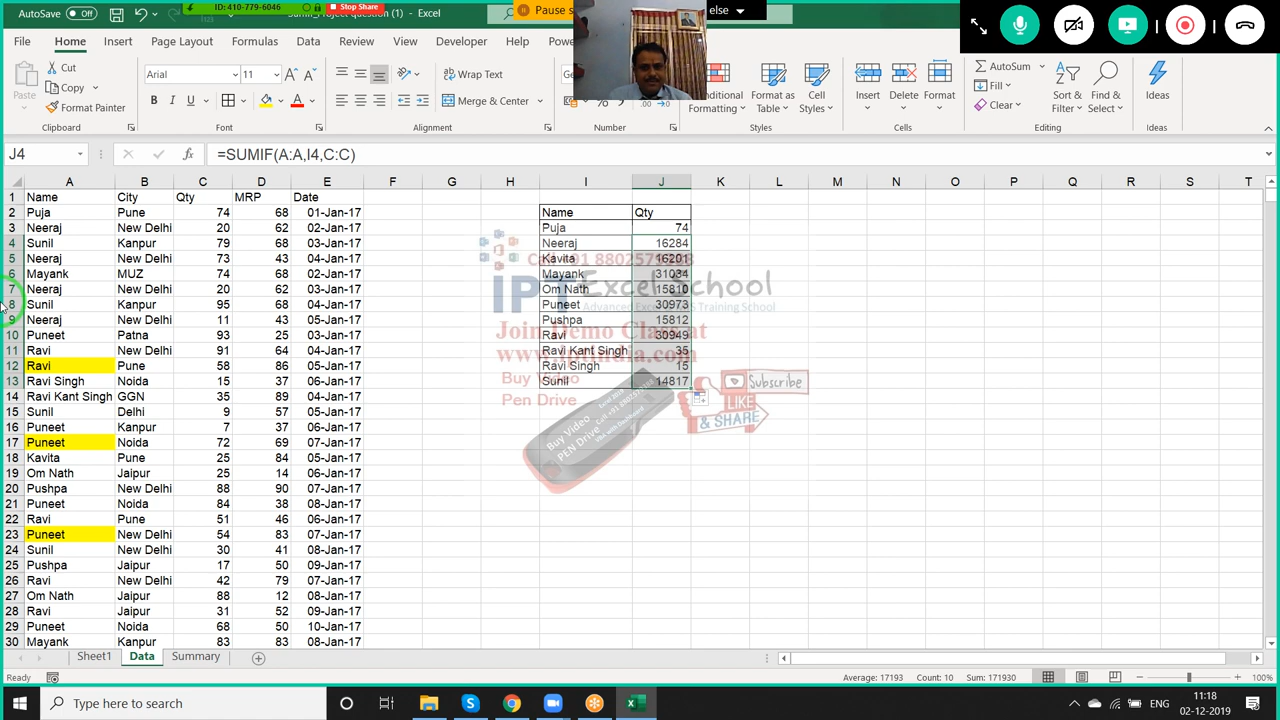 AutoSave Off
ID: 410-779-6046
Stop Share
question (1) - Excel
Pause s
else
File Home Insert Page Layout Formulas Data Review View Developer Help
Cut
Copy
Format Painter
Paste
Clipboard
Arial 11
Font
Wrap Text
Merge & Center
Alignment
Number
Conditional Formatting
Format as Table
Cell Styles
Styles
Insert Delete Format
Cells
AutoSum
Fill
Clear
Sort & Filter
Find & Select
Editing
Ideas
Ideas
J4 =SUMIF(A:A,I4,C:C)
A B C D E F G H I J K L M N O P Q R S T
1 Name City Qty MRP Date
2 Puja Pune 74 68 01-Jan-17 Name Qty
3 Neeraj New Delhi 20 62 02-Jan-17 Puja 74
4 Sunil Kanpur 79 68 03-Jan-17 Neeraj 16284
5 Neeraj New Delhi 73 43 04-Jan-17 Kavita 16201
6 Mayank MUZ 74 68 02-Jan-17 Mayank 31034
7 Neeraj New Delhi 20 62 03-Jan-17 Om Nath 15810
8 Sunil Kanpur 95 68 04-Jan-17 Puneet 30973
9 Neeraj New Delhi 11 43 05-Jan-17 Pushpa 15812
10 Puneet Patna 93 25 03-Jan-17 Ravi 30949
11 Ravi New Delhi 91 64 04-Jan-17 Ravi Kant Singh 35
12 Ravi Pune 58 86 05-Jan-17 Ravi Singh 15
13 Ravi Singh Noida 15 37 06-Jan-17 Sunil 14817
14 Ravi Kant Singh GGN 35 89 04-Jan-17
15 Sunil Delhi 9 57 05-Jan-17
16 Puneet Kanpur 7 37 06-Jan-17
17 Puneet Noida 72 69 07-Jan-17
18 Kavita Pune 25 84 05-Jan-17
19 Om Nath Jaipur 25 14 06-Jan-17
20 Pushpa New Delhi 88 90 07-Jan-17
21 Puneet Noida 84 38 08-Jan-17
22 Ravi Pune 51 46 06-Jan-17
23 Puneet New Delhi 54 83 07-Jan-17
24 Sunil New Delhi 30 41 08-Jan-17
25 Pushpa Jaipur 17 50 09-Jan-17
26 Ravi New Delhi 42 79 07-Jan-17
27 Om Nath Jaipur 88 12 08-Jan-17
28 Ravi Jaipur 31 52 09-Jan-17
29 Puneet Noida 68 50 10-Jan-17
30 Mayank Kanpur 83 83 08-Jan-17
IPT Excel School
Join Demo Class at
www.iptindia.com
Buy Video
Pen Drive
Buy Video
PEN Drive
Subscribe
LIKE
& SHARE
Sheet1 Data Summary
Ready Average: 17193 Count: 10 Sum: 171930 100%
Type here to search
ENG 11:18
02-12-2019